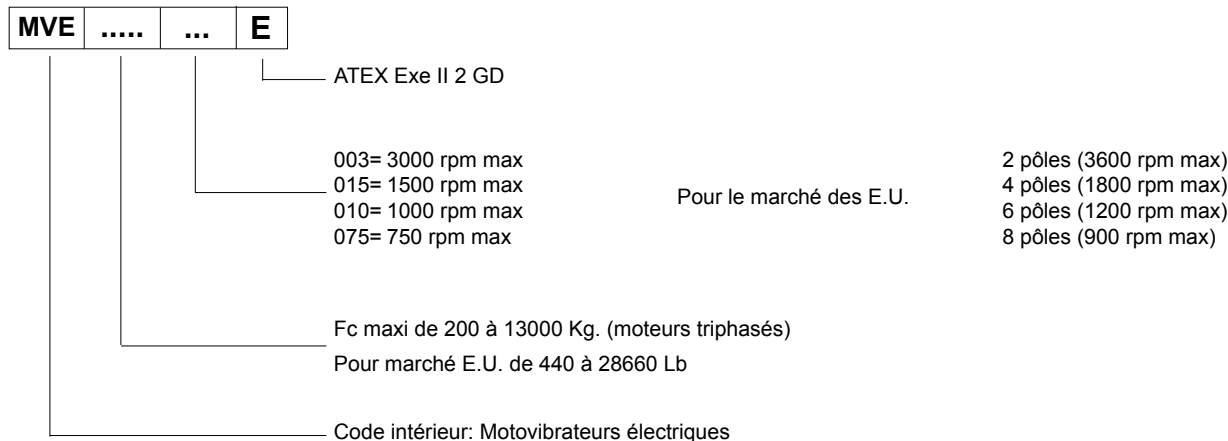 MVE ..... ... E
ATEX Exe II 2 GD
003= 3000 rpm max
015= 1500 rpm max
010= 1000 rpm max
075= 750 rpm max
Pour le marché des E.U.
2 pôles (3600 rpm max)
4 pôles (1800 rpm max)
6 pôles (1200 rpm max)
8 pôles (900 rpm max)
Fc maxi de 200 à 13000 Kg. (moteurs triphasés)
Pour marché E.U. de 440 à 28660 Lb
Code intérieur: Motovibrateurs électriques